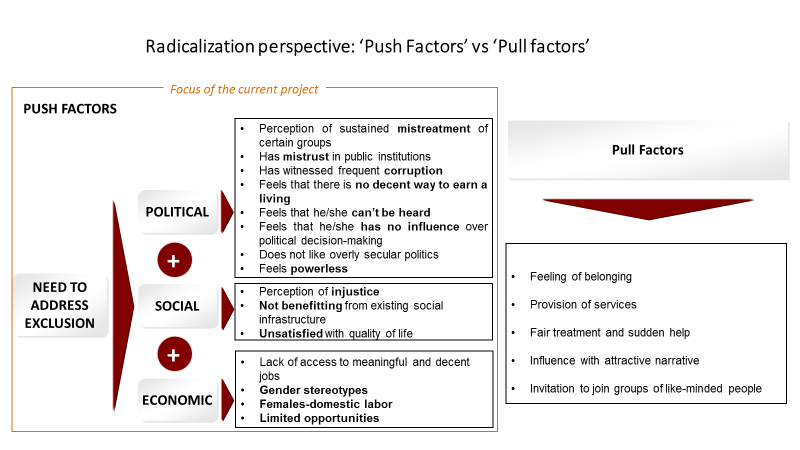 Radicalization perspective: ‘Push Factors’ vs ‘Pull factors’
Focus of the current project
PUSH FACTORS
NEED TO
ADDRESS
EXCLUSION
POLITICAL
• Perception of sustained mistreatment of
certain groups
• Has mistrust in public institutions
• Has witnessed frequent corruption
• Feels that there is no decent way to earn a
living
• Feels that he/she can’t be heard
• Feels that he/she has no influence over
political decision-making
• Does not like overly secular politics
• Feels powerless
+
SOCIAL
• Perception of injustice
• Not benefitting from existing social
infrastructure
• Unsatisfied with quality of life
+
ECONOMIC
• Lack of access to meaningful and decent
jobs
• Gender stereotypes
• Females-domestic labor
• Limited opportunities
Pull Factors
• Feeling of belonging
• Provision of services
• Fair treatment and sudden help
• Influence with attractive narrative
• Invitation to join groups of like-minded people